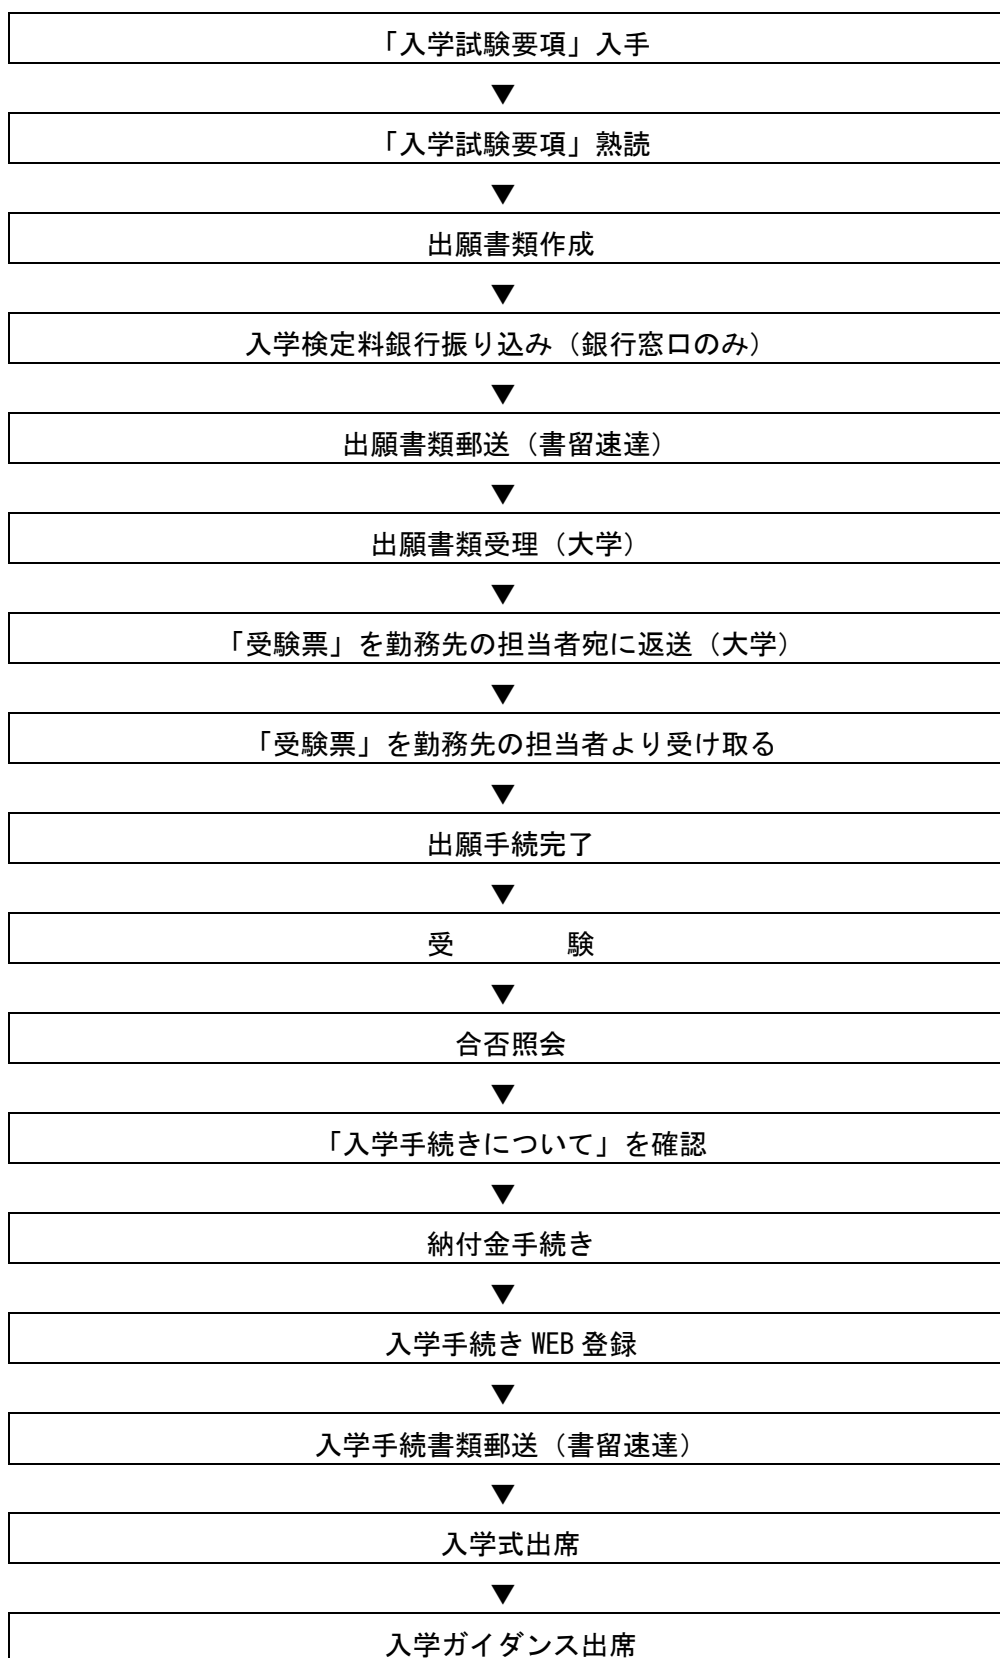 「入学試験要項」入手
▼
「入学試験要項」熟読
▼
出願書類作成
▼
入学検定料銀行振り込み（銀行窓口のみ）
▼
出願書類郵送（書留速達）
▼
出願書類受理（大学）
▼
「受験票」を勤務先の担当者宛に返送（大学）
▼
「受験票」を勤務先の担当者より受け取る
▼
出願手続完了
▼
受　　　　験
▼
合否照会
▼
「入学手続きについて」を確認
▼
納付金手続き
▼
入学手続き WEB 登録
▼
入学手続書類郵送（書留速達）
▼
入学式出席
▼
入学ガイダンス出席